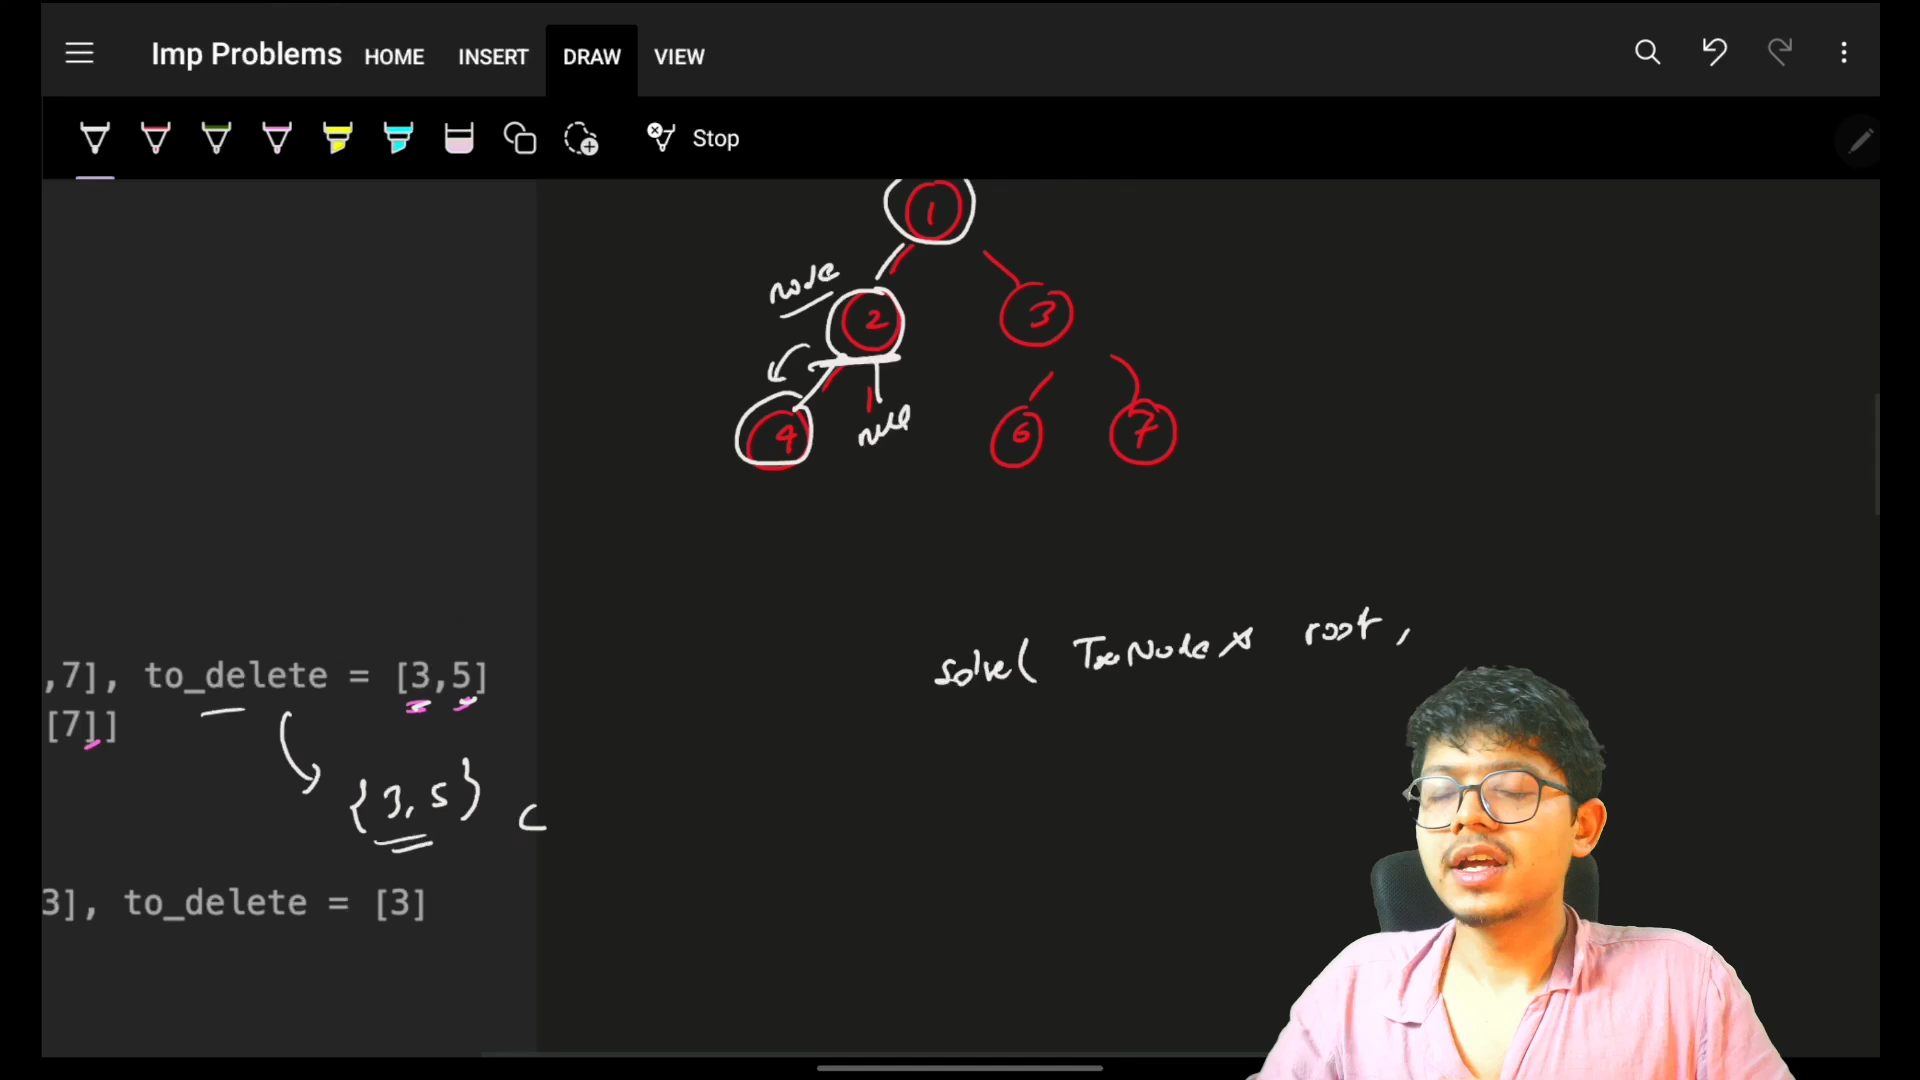 Imp Problems HOME INSERT DRAW VIEW
Stop
1
node
2 3
4 null 6 7
solve( TreeNode* root,
,7], to_delete = [3,5]
[7]]
{3,5}
3], to_delete = [3]